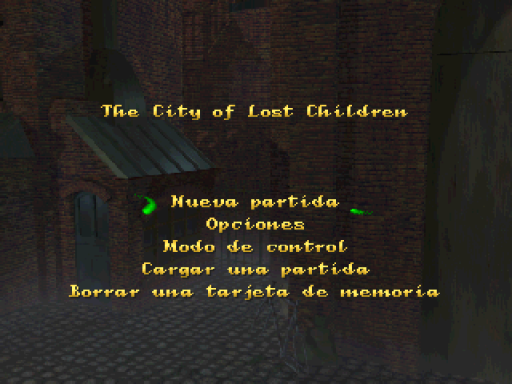 The City of Lost Children
Nueva partida
Opciones
Modo de control
Cargar una partida
Borrar una tarjeta de memoria